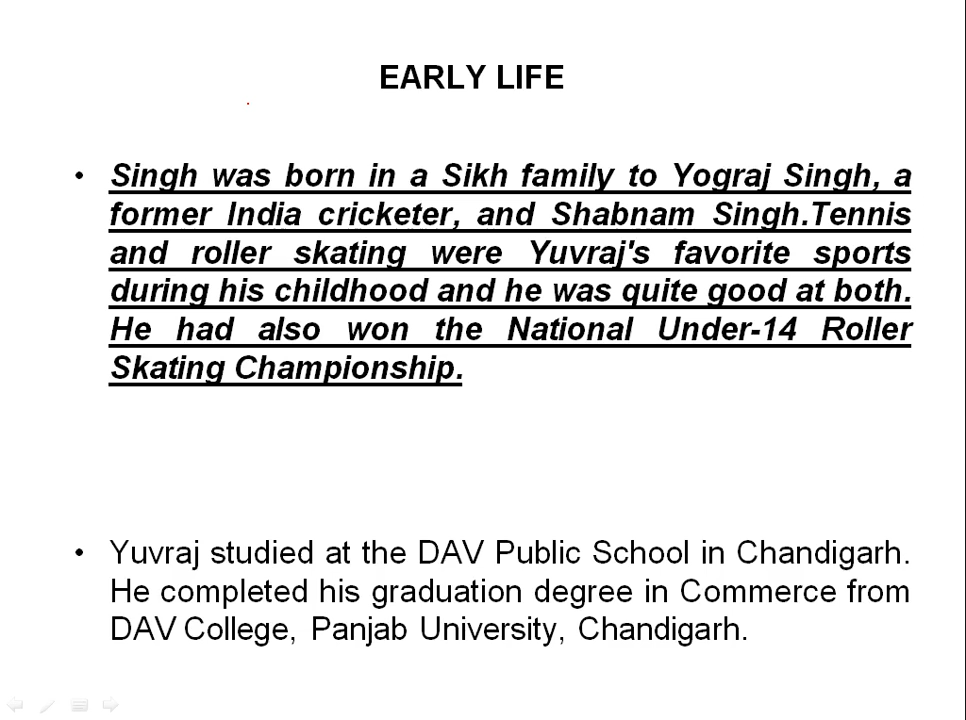 EARLY LIFE
• Singh was born in a Sikh family to Yograj Singh, a
former India cricketer, and Shabnam Singh.Tennis
and roller skating were Yuvraj's favorite sports
during his childhood and he was quite good at both.
He had also won the National Under-14 Roller
Skating Championship.
• Yuvraj studied at the DAV Public School in Chandigarh.
He completed his graduation degree in Commerce from
DAV College, Panjab University, Chandigarh.